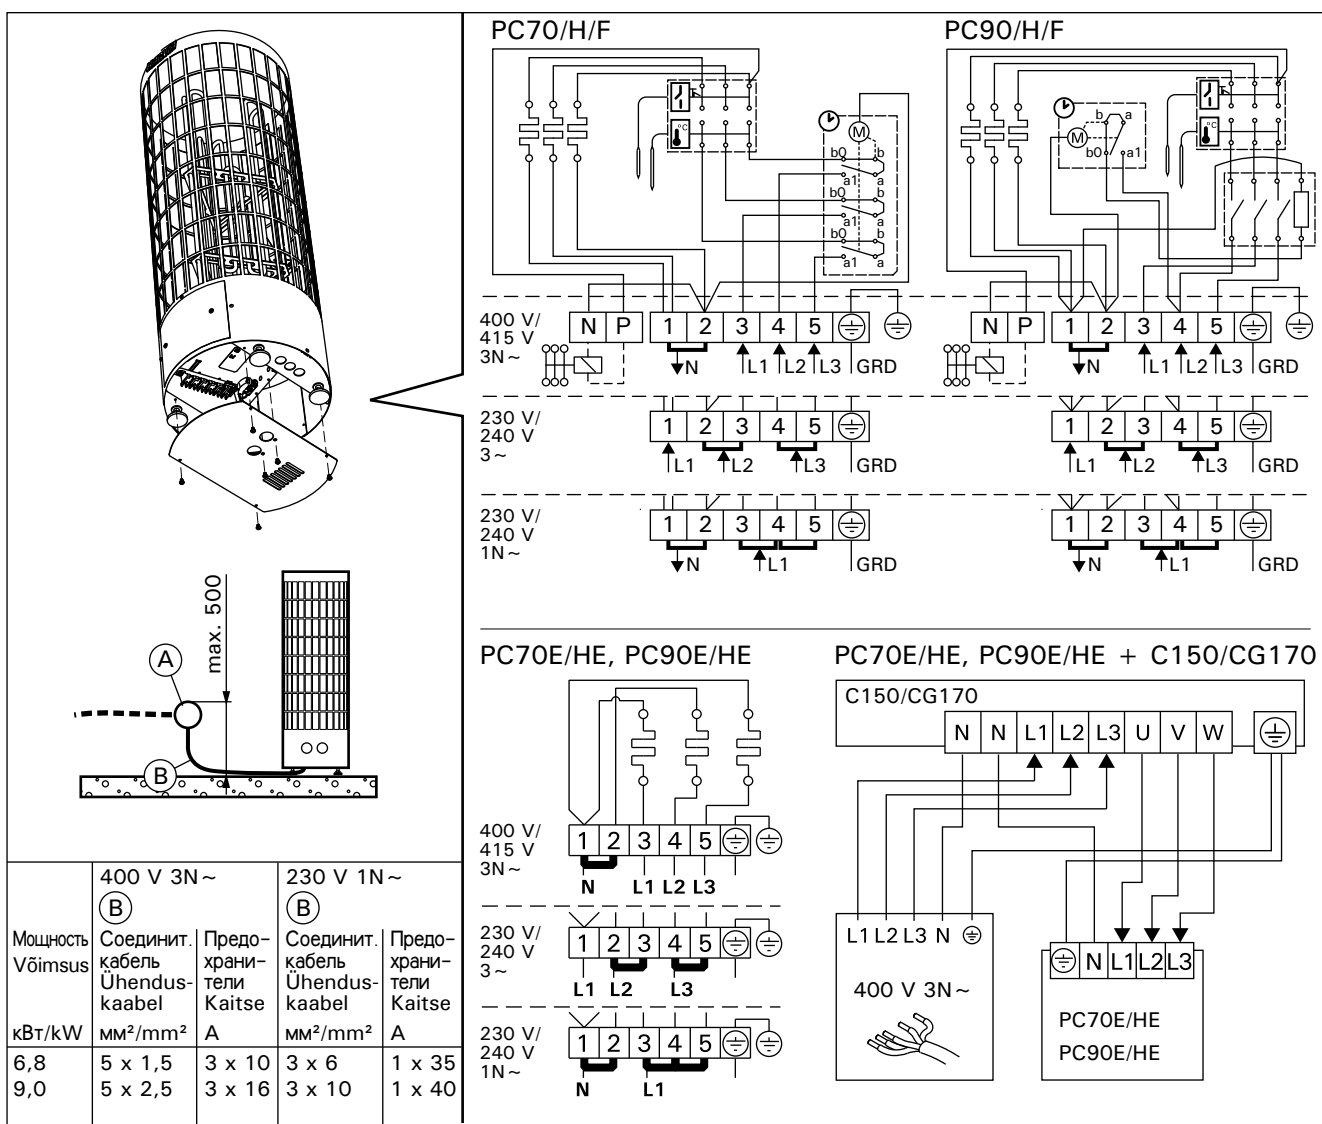 max. 500
A
B
400 V 3N~
230 V 1N~
B
B
Мощность
Võimsus
Соединит.
кабель
Ühendus-
kaabel
Предо-
храни-
тели
Kaitse
Соединит.
кабель
Ühendus-
kaabel
Предо-
храни-
тели
Kaitse
кВт/kW мм²/mm² A мм²/mm² A
6,8 5 x 1,5 3 x 10 3 x 6 1 x 35
9,0 5 x 2,5 3 x 16 3 x 10 1 x 40
PC70/H/F
°C
M
b0 b
a1 a
b0 b
a1 a
b0 b
a1 a
PC90/H/F
°C
M
b a
b0 a1
400 V/
415 V
3N~
N P 1 2 3 4 5
N L1 L2 L3 GRD
N P 1 2 3 4 5
N L1 L2 L3 GRD
230 V/
240 V
3~
1 2 3 4 5
L1 L2 L3 GRD
1 2 3 4 5
L1 L2 L3 GRD
230 V/
240 V
1N~
1 2 3 4 5
N L1 GRD
1 2 3 4 5
N L1 GRD
PC70E/HE, PC90E/HE
400 V/
415 V
3N~
1 2 3 4 5
N L1 L2 L3
230 V/
240 V
3~
1 2 3 4 5
L1 L2 L3
230 V/
240 V
1N~
1 2 3 4 5
N L1
PC70E/HE, PC90E/HE + C150/CG170
C150/CG170
N N L1 L2 L3 U V W
L1 L2 L3 N
400 V 3N~
N L1 L2 L3
PC70E/HE
PC90E/HE